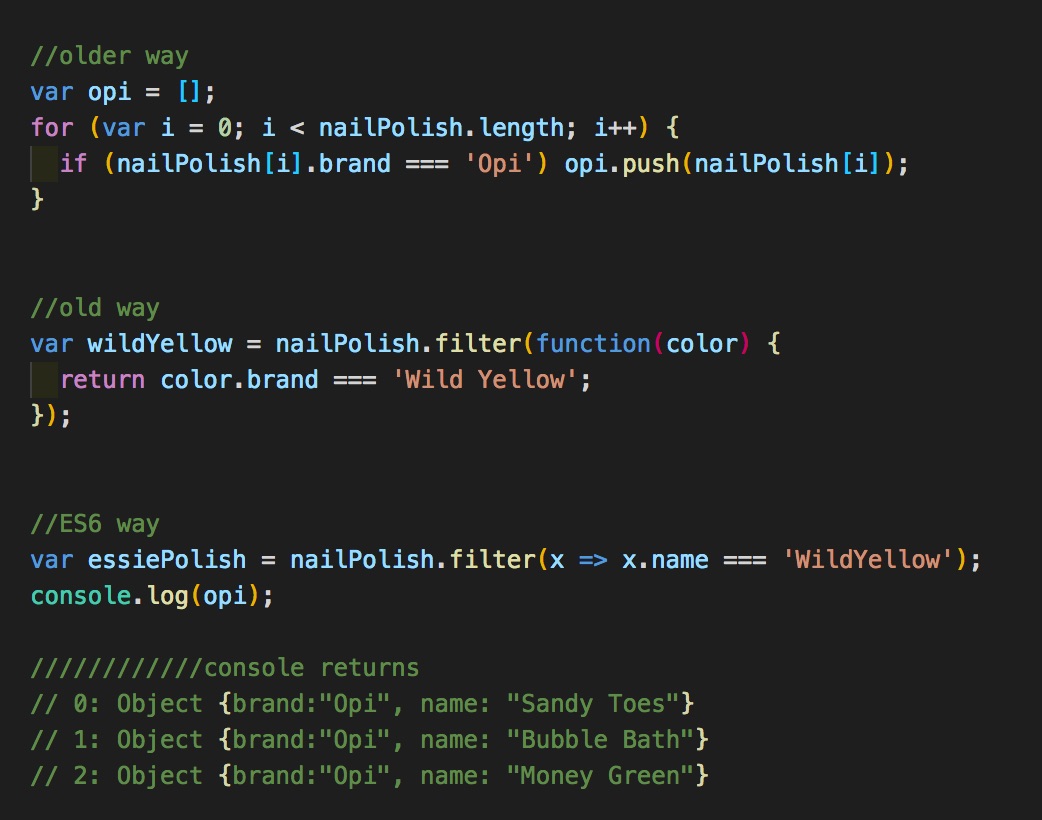 //older way
var opi = [];
for (var i = 0; i < nailPolish.length; i++) {
  if (nailPolish[i].brand === 'Opi') opi.push(nailPolish[i]);
}
//old way
var wildYellow = nailPolish.filter(function(color) {
  return color.brand === 'Wild Yellow';
});
//ES6 way
var essiePolish = nailPolish.filter(x => x.name === 'WildYellow');
console.log(opi);
////////////console returns
// 0: Object {brand:"Opi", name: "Sandy Toes"}
// 1: Object {brand:"Opi", name: "Bubble Bath"}
// 2: Object {brand:"Opi", name: "Money Green"}